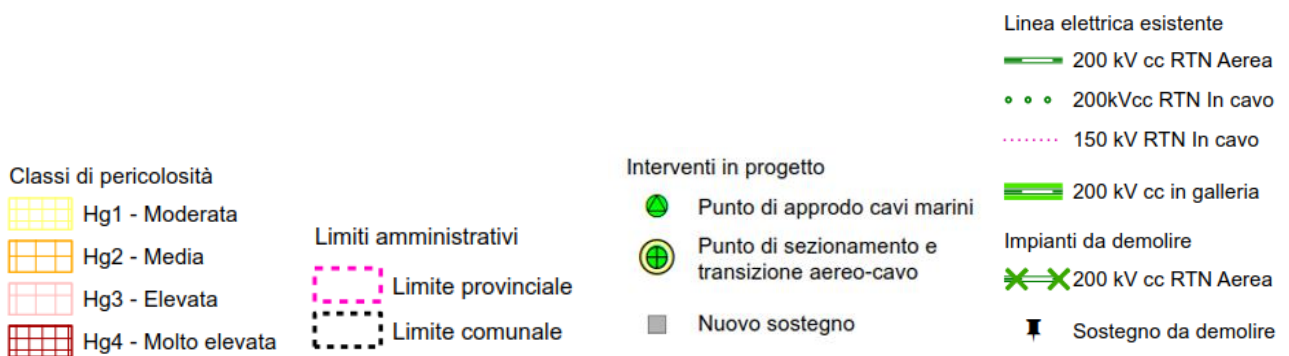 Classi di pericolosità
Hg1 - Moderata
Hg2 - Media
Hg3 - Elevata
Hg4 - Molto elevata
Limiti amministrativi
Limite provinciale
Limite comunale
Interventi in progetto
Punto di approdo cavi marini
Punto di sezionamento e
transizione aereo-cavo
Nuovo sostegno
Linea elettrica esistente
200 kV cc RTN Aerea
200kVcc RTN In cavo
150 kV RTN In cavo
200 kV cc in galleria
Impianti da demolire
200 kV cc RTN Aerea
Sostegno da demolire